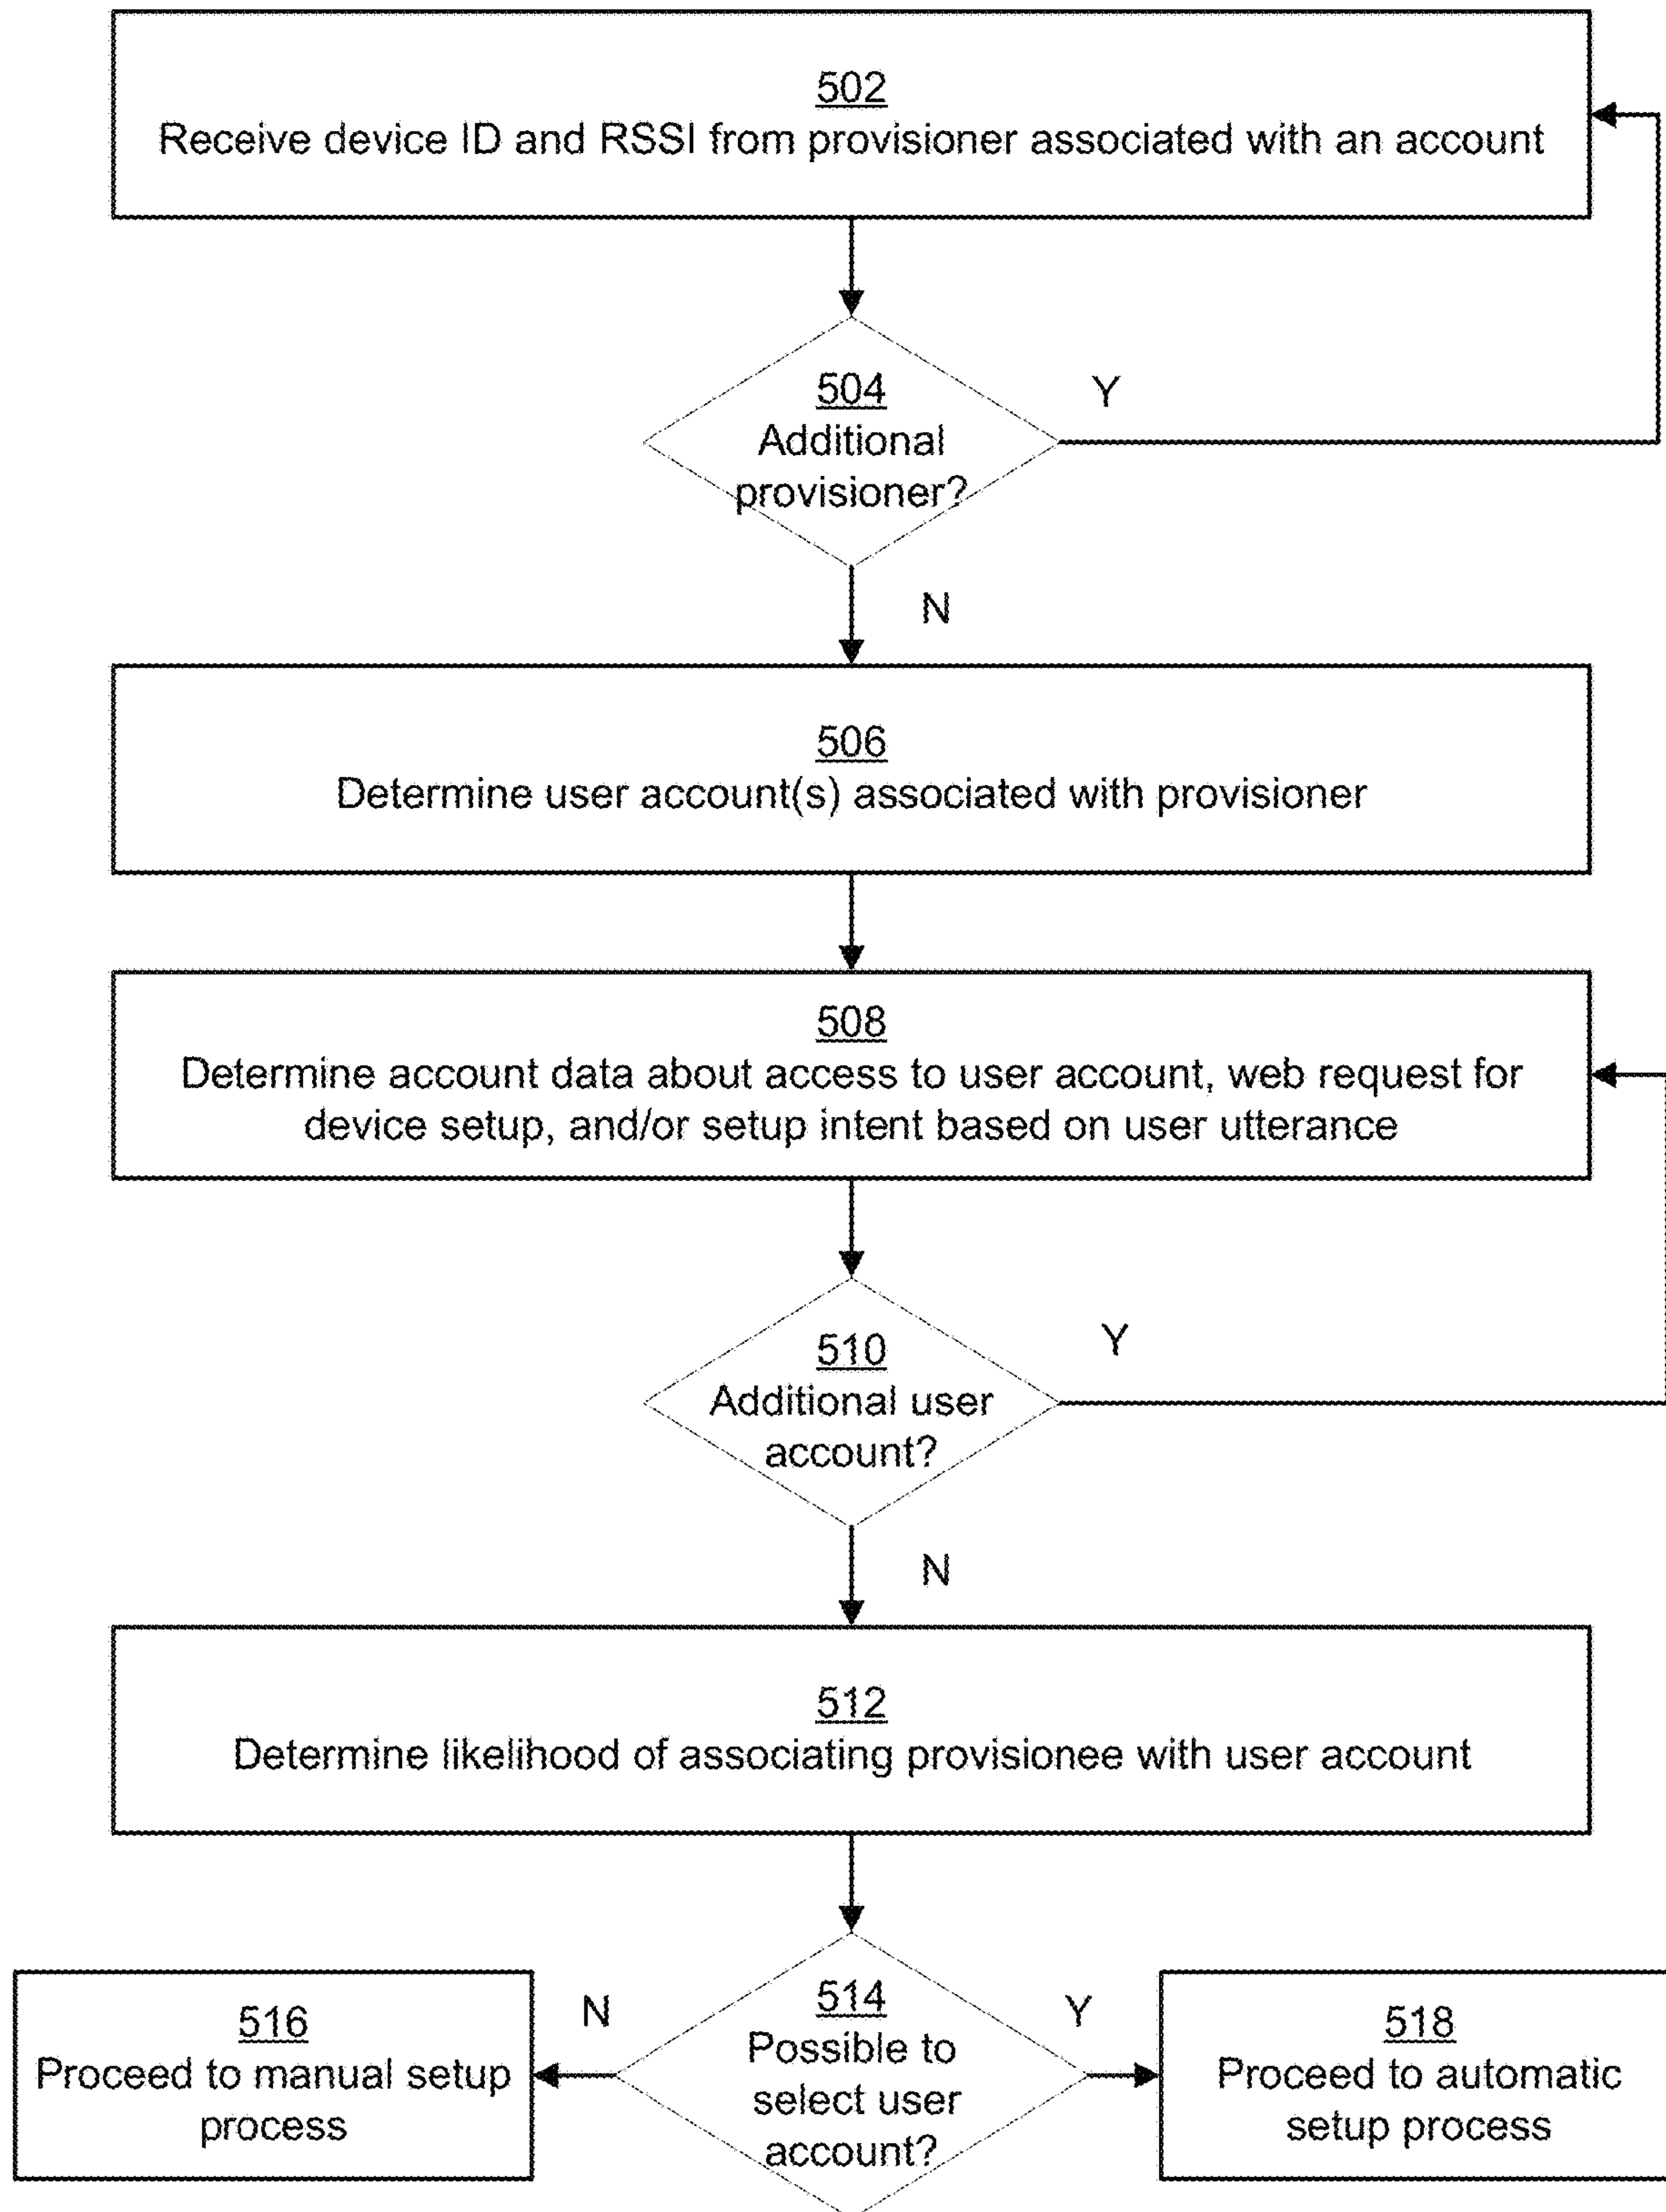 502
Receive device ID and RSSI from provisioner associated with an account
504
Additional
provisioner?
Y
N
506
Determine user account(s) associated with provisioner
508
Determine account data about access to user account, web request for
device setup, and/or setup intent based on user utterance
510
Additional user
account?
Y
N
512
Determine likelihood of associating provisionee with user account
514
Possible to
select user
account?
N
Y
516
Proceed to manual setup
process
518
Proceed to automatic
setup process